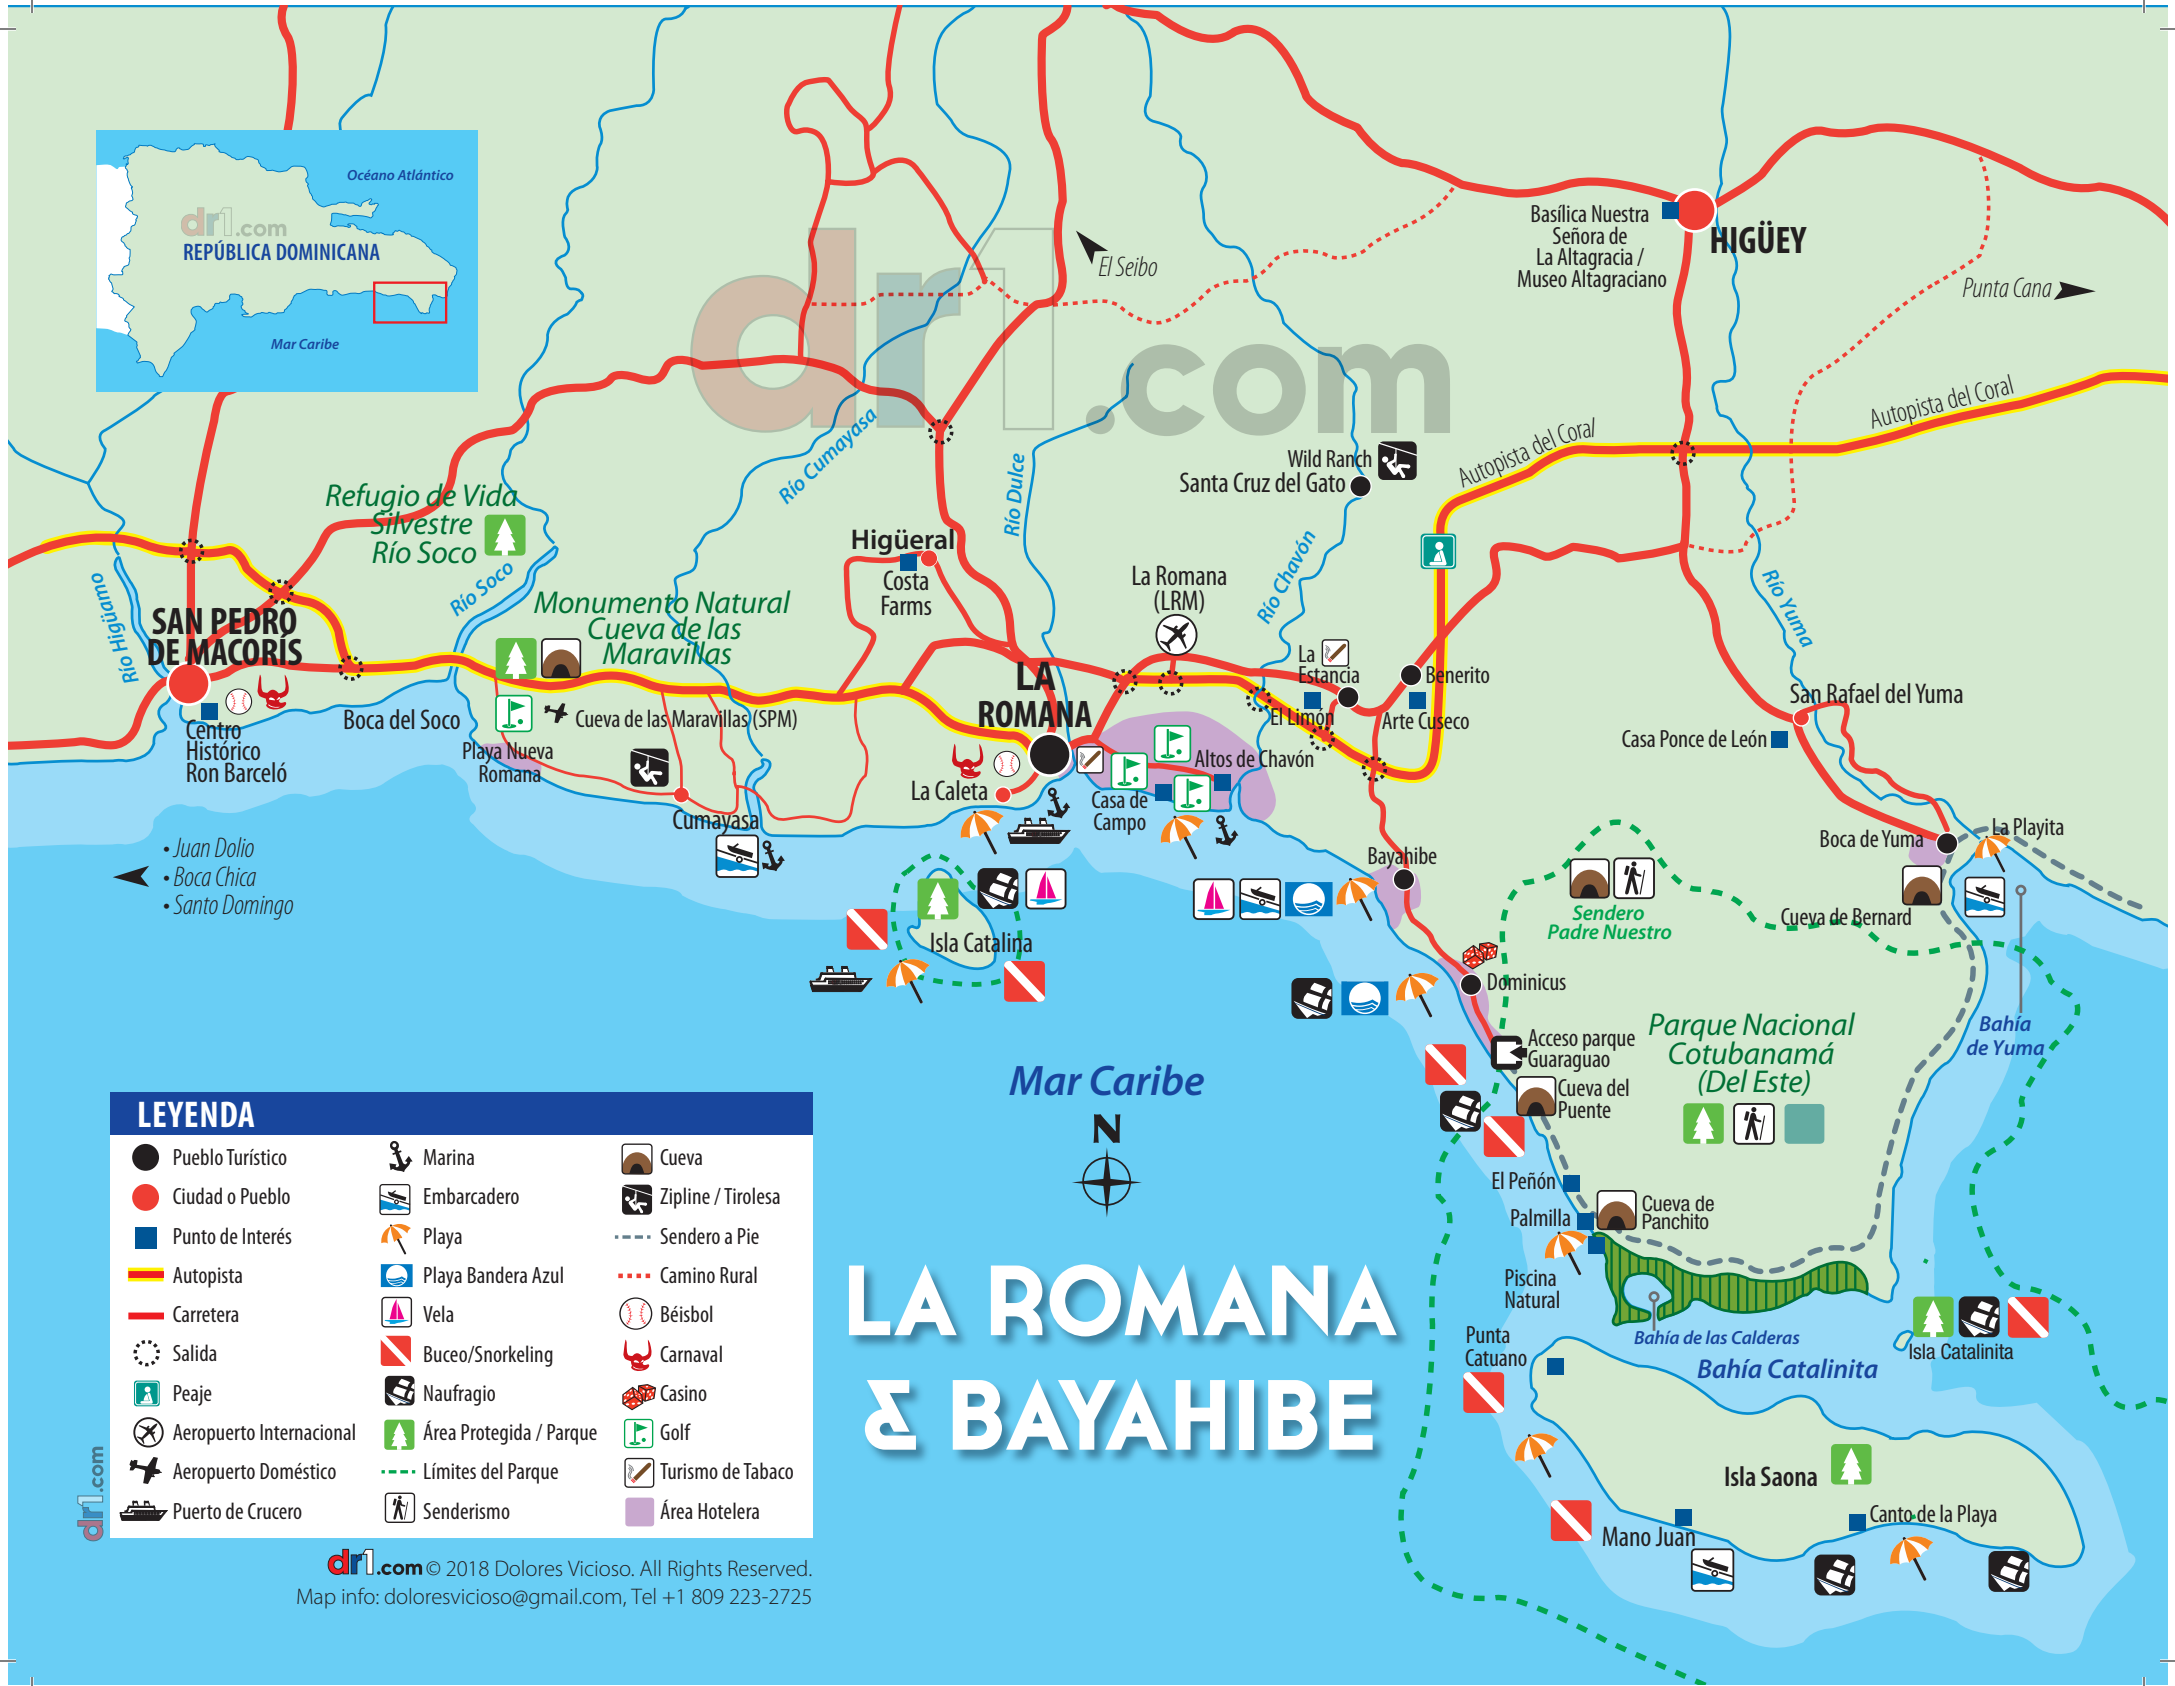 Océano Atlántico
dr1.com
REPÚBLICA DOMINICANA
Mar Caribe
dr1.com
El Seibo
Basílica Nuestra
Señora de
La Altagracia /
Museo Altagraciano
HIGÜEY
Punta Cana
Autopista del Coral
Autopista del Coral
Wild Ranch
Santa Cruz del Gato
Río Cumayasa
Río Dulce
Río Chavón
Refugio de Vida
Silvestre
Río Soco
Río Soco
Río Higüamo
Río Yuma
Higüeral
Costa
Farms
La Romana
(LRM)
SAN PEDRO
DE MACORÍS
Monumento Natural
Cueva de las
Maravillas
LA
ROMANA
La
Estancia
Benerito
El Limón
Arte Cuseco
San Rafael del Yuma
Casa Ponce de León
Centro
Histórico
Ron Barceló
Boca del Soco
Cueva de las Maravillas (SPM)
Playa Nueva
Romana
Altos de Chavón
La Caleta
Casa de
Campo
Cumayasa
Bayahibe
Boca de Yuma
La Playita
• Juan Dolio
• Boca Chica
• Santo Domingo
Isla Catalina
Sendero
Padre Nuestro
Cueva de Bernard
Dominicus
Bahía
de Yuma
Parque Nacional
Cotubanamá
(Del Este)
Acceso parque
Guaraguao
Cueva del
Puente
Mar Caribe
N
El Peñón
Palmilla
Cueva de
Panchito
Piscina
Natural
LA ROMANA
& BAYAHIBE
Punta
Catuano
Bahía de las Calderas
Bahía Catalinita
Isla Catalinita
Isla Saona
Canto de la Playa
Mano Juan
LEYENDA
Pueblo Turístico
Ciudad o Pueblo
Punto de Interés
Autopista
Carretera
Salida
Peaje
Aeropuerto Internacional
Aeropuerto Doméstico
Puerto de Crucero
Marina
Embarcadero
Playa
Playa Bandera Azul
Vela
Buceo/Snorkeling
Naufragio
Área Protegida / Parque
Límites del Parque
Senderismo
Cueva
Zipline / Tirolesa
Sendero a Pie
Camino Rural
Béisbol
Carnaval
Casino
Golf
Turismo de Tabaco
Área Hotelera
dr1.com
dr1.com © 2018 Dolores Vicioso. All Rights Reserved.
Map info: doloresvicioso@gmail.com, Tel +1 809 223-2725